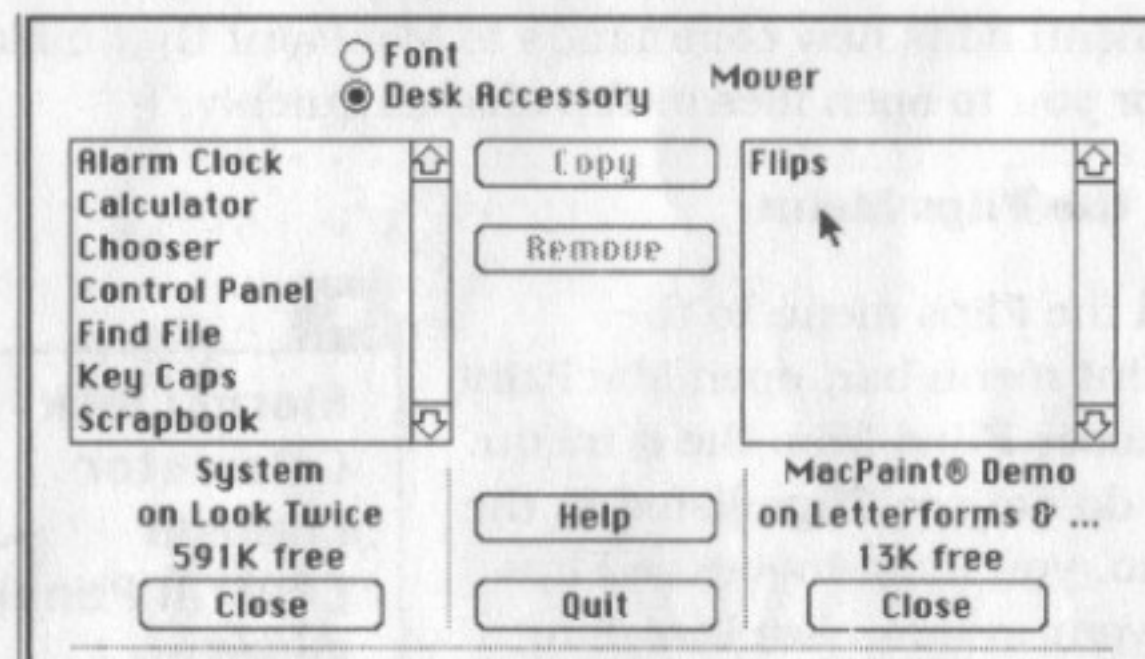 Font
Desk Accessory
Mover
Alarm Clock
Calculator
Chooser
Control Panel
Find File
Key Caps
Scrapbook
Copy
Remove
Flips
System
on Look Twice
591K free
Close
Help
Quit
MacPaint® Demo
on Letterforms & ...
13K free
Close